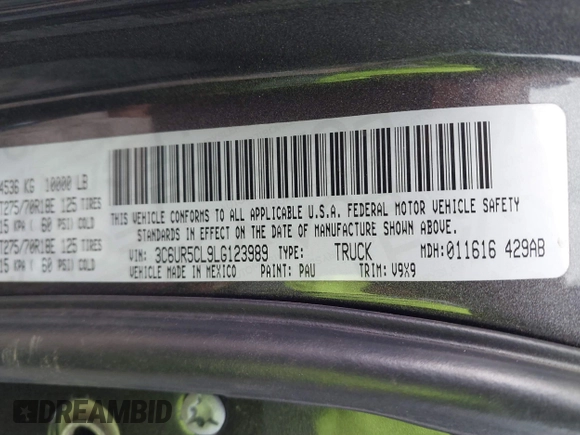 4536 KG 10000 LB
T275/70R18E 125 TIRES
15 KPA ( 60 PSI) COLD
T275/70R18E 125 TIRES
15 KPA ( 60 PSI) COLD
THIS VEHICLE CONFORMS TO ALL APPLICABLE U.S.A. FEDERAL MOTOR VEHICLE SAFETY
STANDARDS IN EFFECT ON THE DATE OF MANUFACTURE SHOWN ABOVE.
VIN: 3C6UR5CL9LG123989 TYPE: TRUCK MDH: 011616 429AB
VEHICLE MADE IN MEXICO PAINT: PAU TRIM: V9X9
DREAMBID